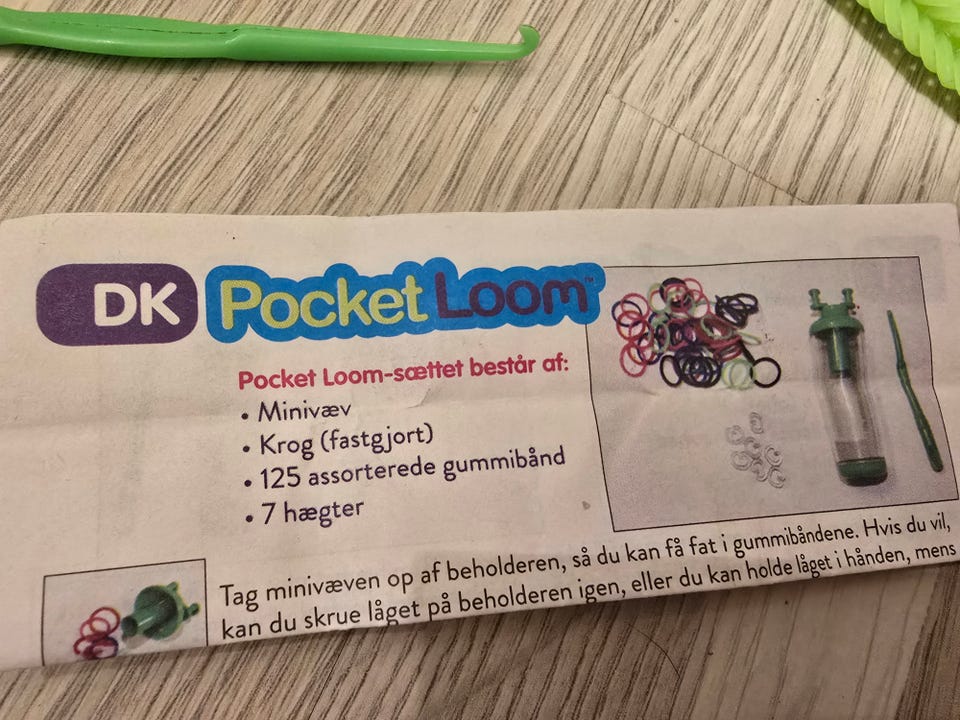 DK Pocket Loom™
Pocket Loom-sættet består af:
• Minivæv
• Krog (fastgjort)
• 125 assorterede gummibånd
• 7 hægter
Tag minivæven op af beholderen, så du kan få fat i gummibåndene. Hvis du vil,
kan du skrue låget på beholderen igen, eller du kan holde låget i hånden, mens